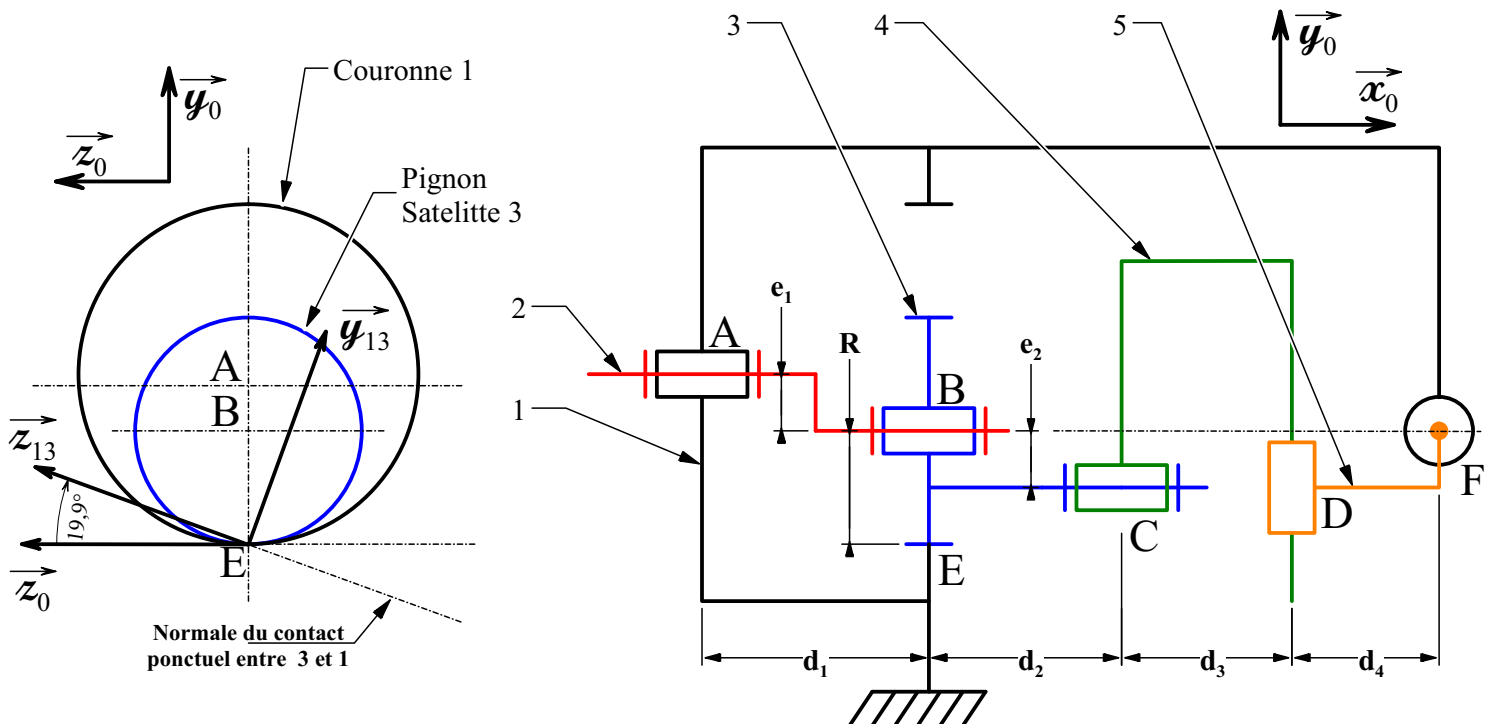 Couronne 1
y0
z0
Pignon
Satelitte 3
A
B
y13
z13
19,9°
z0
E
Normale du contact
ponctuel entre 3 et 1
3
4
5
y0
x0
e1
2
A
R
e2
B
1
C
D
F
E
d1
d2
d3
d4